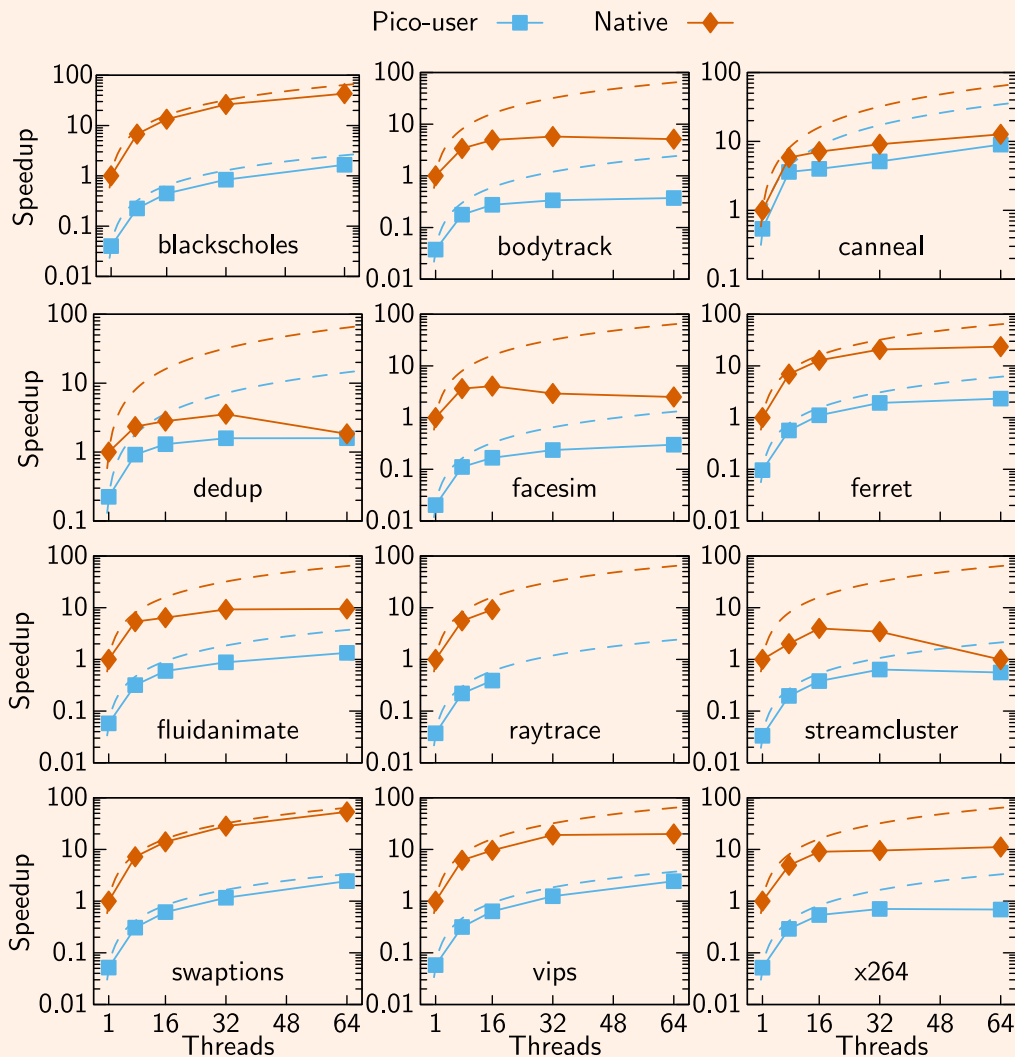 Pico-user Native
Speedup
100
10
1
0.1
0.01
blackscholes
100
10
1
0.1
0.01
bodytrack
100
10
1
0.1
canneal
Speedup
100
10
1
0.1
dedup
100
10
1
0.1
0.01
facesim
100
10
1
0.1
0.01
ferret
Speedup
100
10
1
0.1
0.01
fluidanimate
100
10
1
0.1
0.01
raytrace
100
10
1
0.1
0.01
streamcluster
Speedup
100
10
1
0.1
0.01
swaptions
1 16 32 48 64
Threads
100
10
1
0.1
0.01
vips
1 16 32 48 64
Threads
100
10
1
0.1
0.01
x264
1 16 32 48 64
Threads